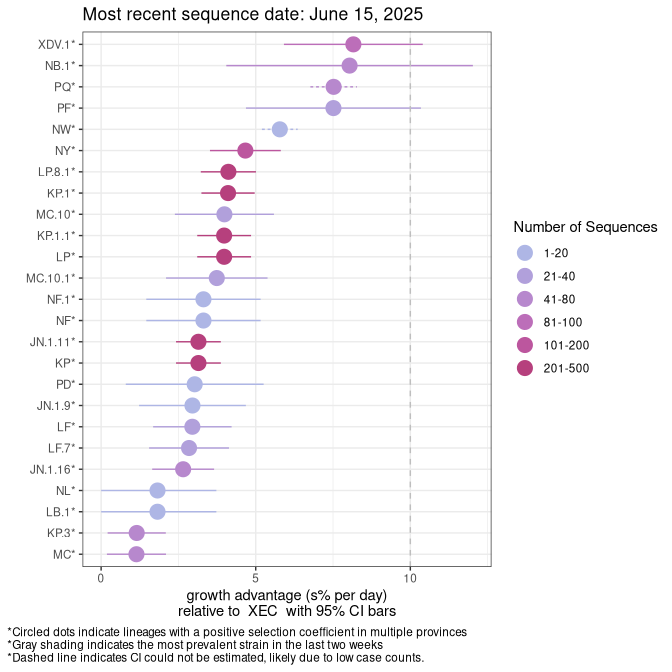 Most recent sequence date: June 15, 2025
XDV.1*
NB.1*
PQ*
PF*
NW*
NY*
LP.8.1*
KP.1*
MC.10*
KP.1.1*
LP*
MC.10.1*
NF.1*
NF*
JN.1.11*
KP*
PD*
JN.1.9*
LF*
LF.7*
JN.1.16*
NL*
LB.1*
KP.3*
MC*
0 5 10
growth advantage (s% per day)
relative to XEC with 95% CI bars
Number of Sequences
1-20
21-40
41-80
81-100
101-200
201-500
*Circled dots indicate lineages with a positive selection coefficient in multiple provinces
*Gray shading indicates the most prevalent strain in the last two weeks
*Dashed line indicates CI could not be estimated, likely due to low case counts.